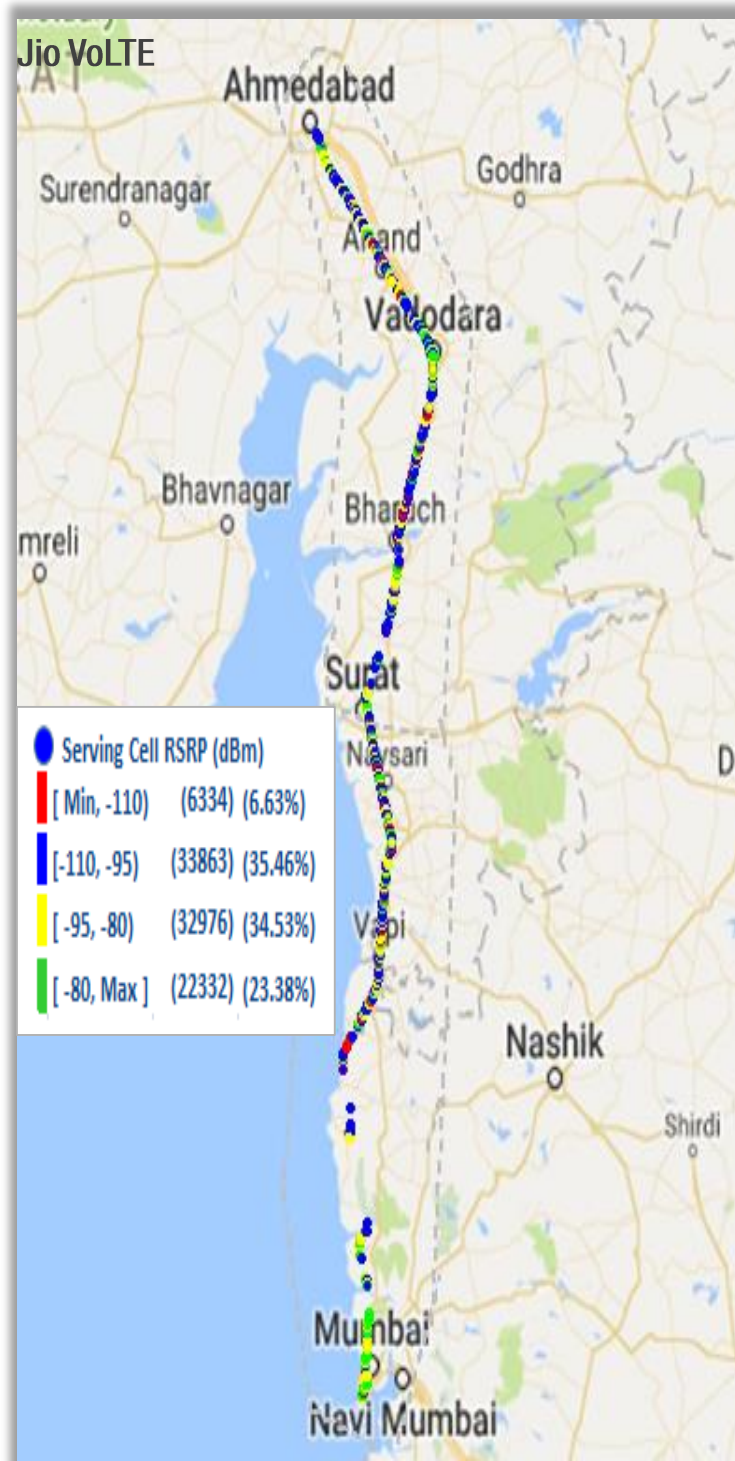 Jio VoLTE
Ahmedabad
Godhra
Surendranagar
Anand
Vadodara
Bhavnagar
Bharuch
mreli
Surat
Navsari
D
Serving Cell RSRP (dBm)
[ Min, -110) (6334) (6.63%)
[-110, -95) (33863) (35.46%)
[ -95, -80) (32976) (34.53%)
[ -80, Max ] (22332) (23.38%)
Vapi
Nashik
Shirdi
Mumbai
Navi Mumbai